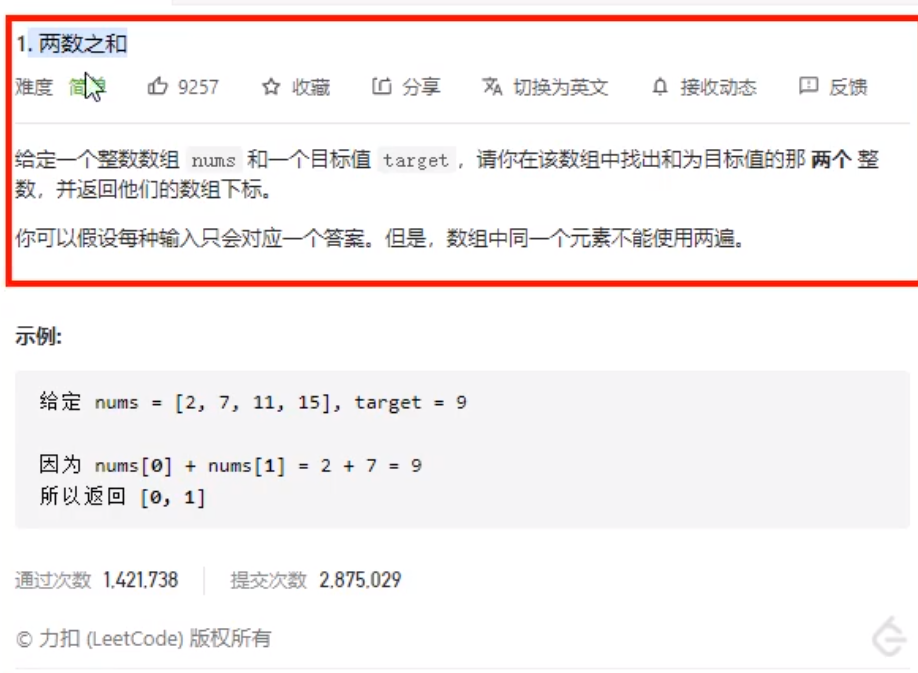 1. 两数之和
难度 简单 9257 收藏 分享 切换为英文 接收动态 反馈
给定一个整数数组 nums 和一个目标值 target，请你在该数组中找出和为目标值的那 两个 整
数，并返回他们的数组下标。
你可以假设每种输入只会对应一个答案。但是，数组中同一个元素不能使用两遍。
示例:
给定 nums = [2, 7, 11, 15], target = 9
因为 nums[0] + nums[1] = 2 + 7 = 9
所以返回 [0, 1]
通过次数 1,421,738 提交次数 2,875,029
© 力扣 (LeetCode) 版权所有